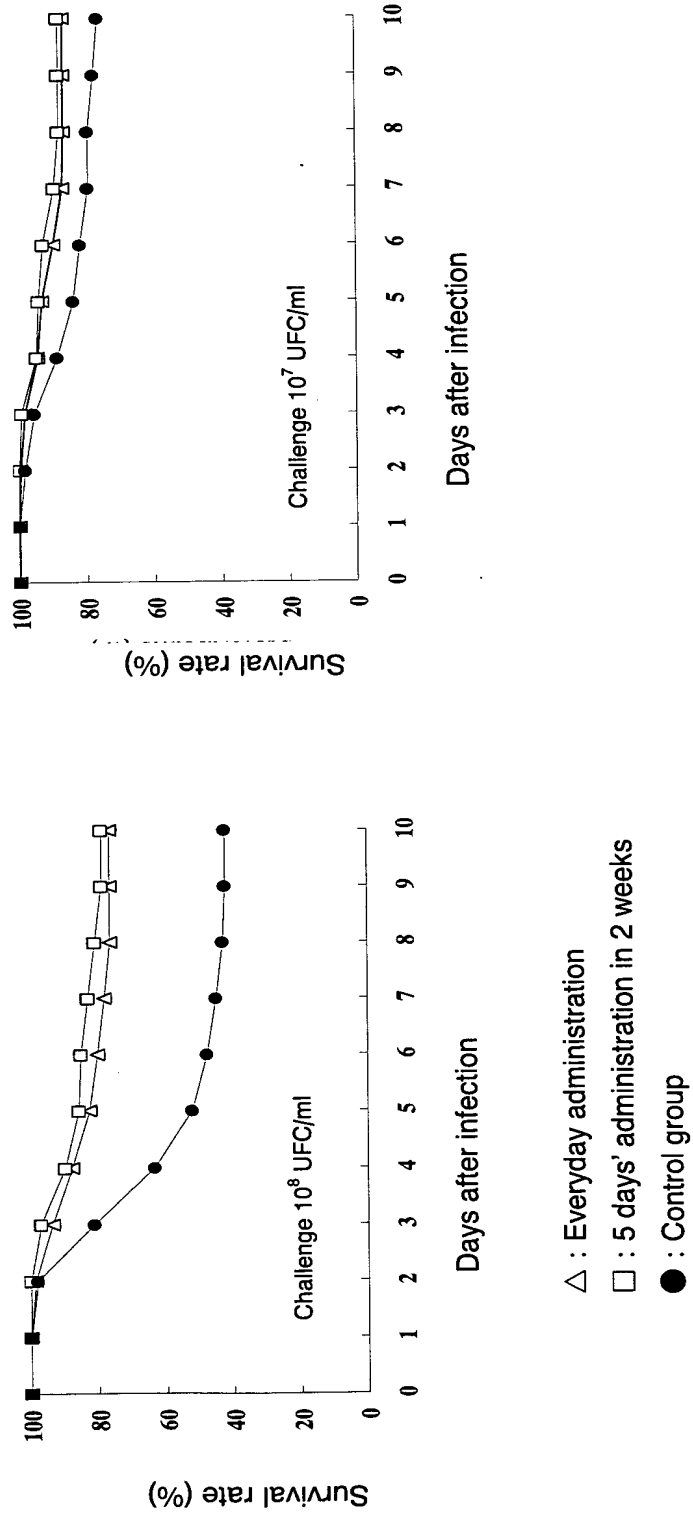 Survival rate (%)
100
80
60
40
20
0
Challenge 10⁸ UFC/ml
0 1 2 3 4 5 6 7 8 9 10
Days after infection
Survival rate (%)
100
80
60
40
20
0
Challenge 10⁷ UFC/ml
0 1 2 3 4 5 6 7 8 9 10
Days after infection
△ : Everyday administration
□ : 5 days' administration in 2 weeks
● : Control group